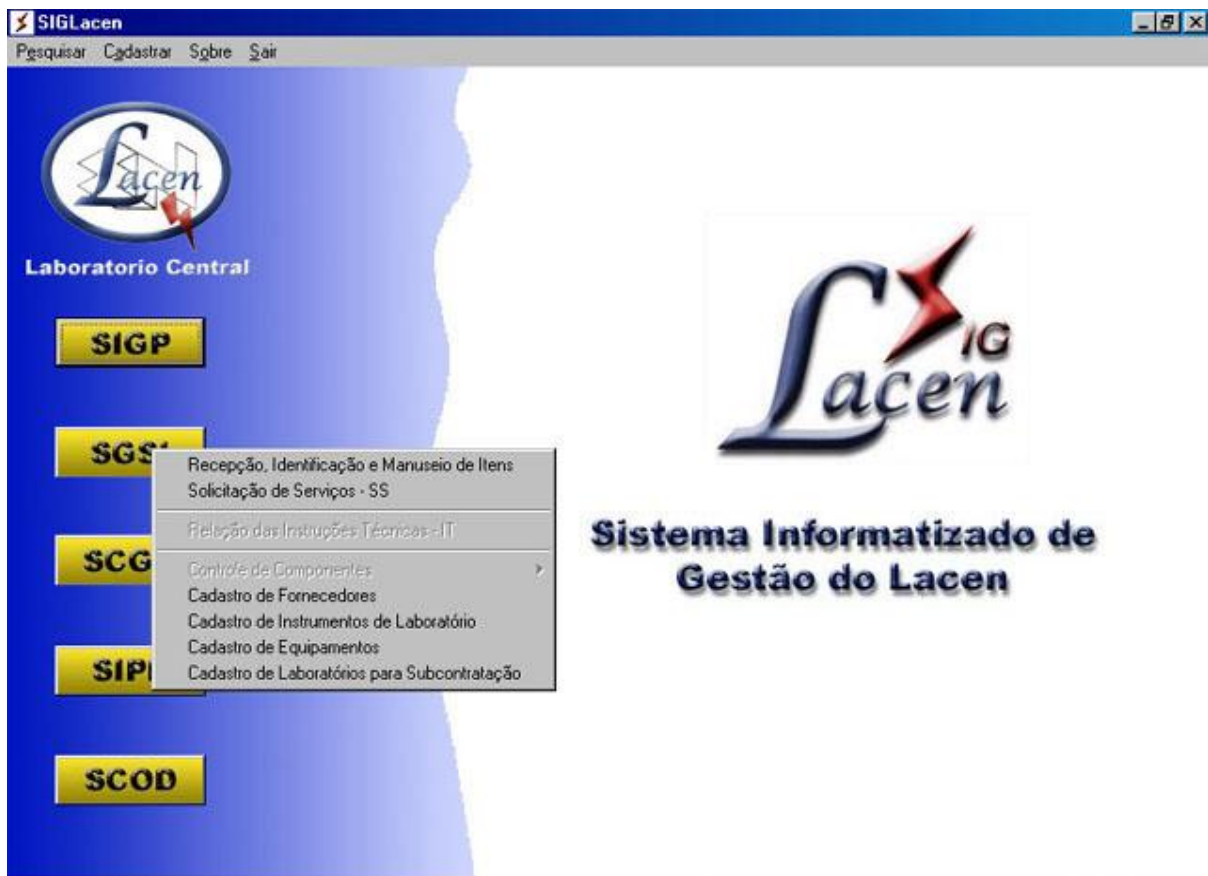 SIGLacen
Pesquisar Cadastrar Sobre Sair
Lacen
Laboratorio Central
SIGP
Recepção, Identificação e Manuseio de Itens
Solicitação de Serviços - SS
Relação das Instruções Técnicas - IT
Controle de Componentes
Cadastro de Fornecedores
Cadastro de Instrumentos de Laboratório
Cadastro de Equipamentos
Cadastro de Laboratórios para Subcontratação
SCOD
SIG
Lacen
Sistema Informatizado de
Gestão do Lacen